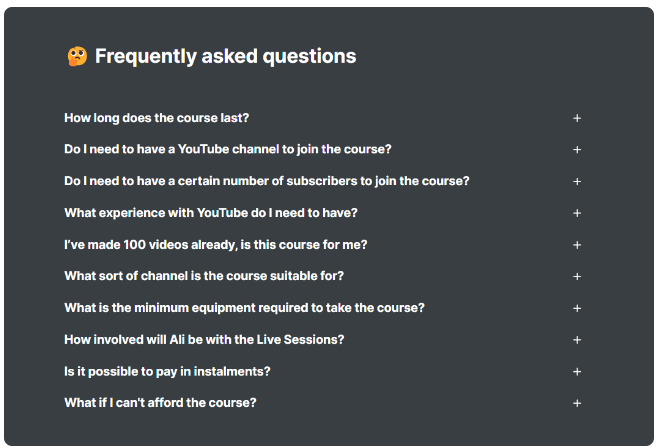 🤔 Frequently asked questions
How long does the course last? +
Do I need to have a YouTube channel to join the course? +
Do I need to have a certain number of subscribers to join the course? +
What experience with YouTube do I need to have? +
I’ve made 100 videos already, is this course for me? +
What sort of channel is the course suitable for? +
What is the minimum equipment required to take the course? +
How involved will Ali be with the Live Sessions? +
Is it possible to pay in instalments? +
What if I can't afford the course? +